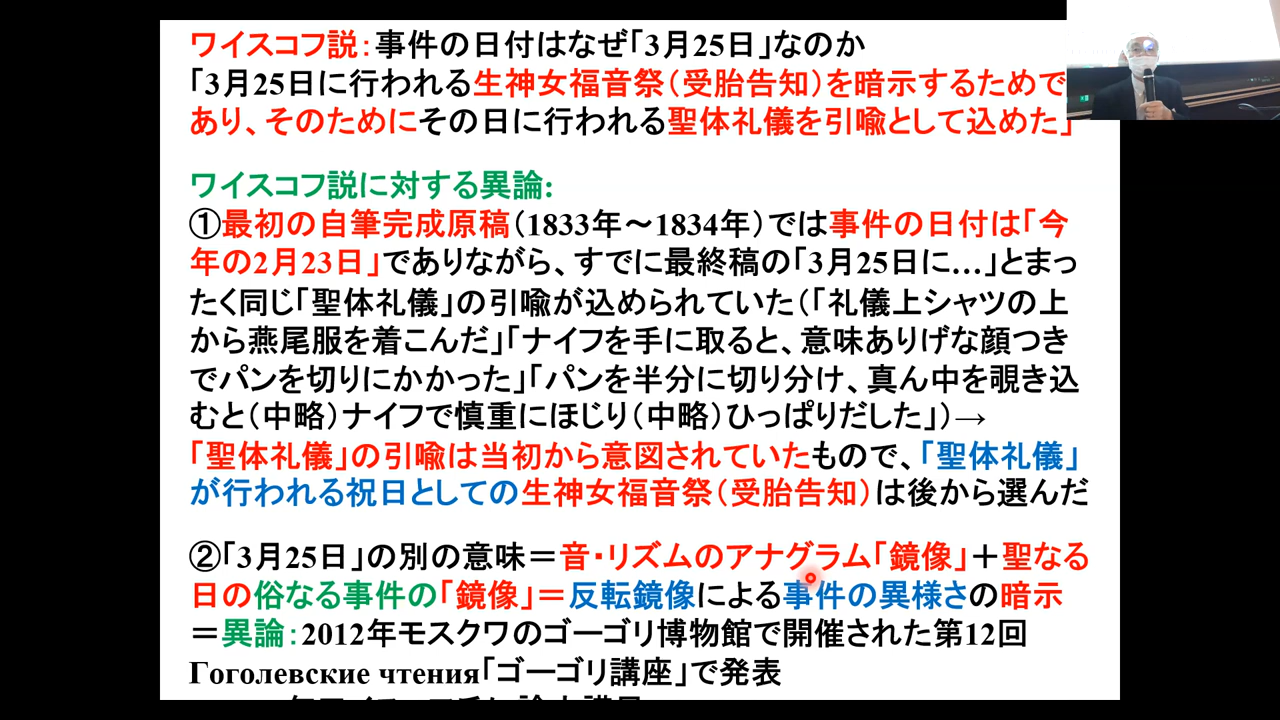 ワイスコフ説：事件の日付はなぜ「3月25日」なのか
「3月25日に行われる生神女福音祭（受胎告知）を暗示するためで
あり、そのためにその日に行われる聖体礼儀を引喩として込めた」
ワイスコフ説に対する異論:
①最初の自筆完成原稿（1833年～1834年）では事件の日付は「今
年の2月23日」でありながら、すでに最終稿の「3月25日に…」とまっ
たく同じ「聖体礼儀」の引喩が込められていた（「礼儀上シャツの上
から燕尾服を着こんだ」「ナイフを手に取ると、意味ありげな顔つき
でパンを切りにかかった」「パンを半分に切り分け、真ん中を覗き込
むと（中略）ナイフで慎重にほじり（中略）ひっぱりだした」）→
「聖体礼儀」の引喩は当初から意図されていたもので、「聖体礼儀」
が行われる祝日としての生神女福音祭（受胎告知）は後から選んだ
②「3月25日」の別の意味＝音・リズムのアナグラム「鏡像」＋聖なる
日の俗なる事件の「鏡像」＝反転鏡像による事件の異様さの暗示
＝異論：2012年モスクワのゴーゴリ博物館で開催された第12回
Гоголевские чтения「ゴーゴリ講座」で発表